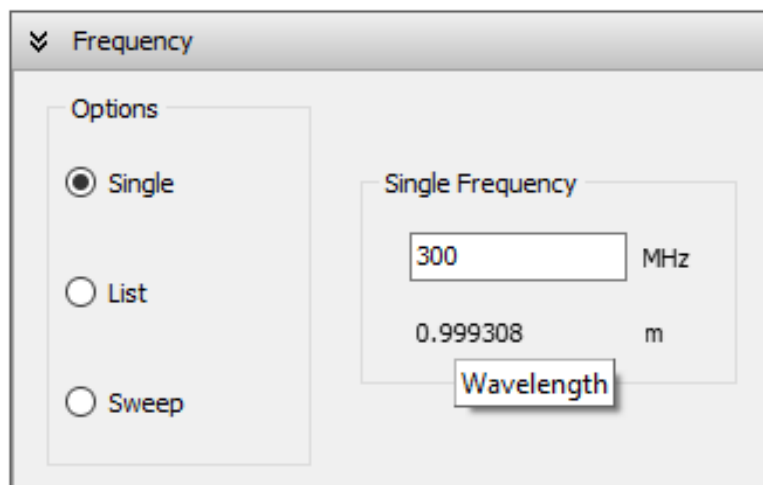 Frequency
Options
Single
List
Sweep
Single Frequency
300 MHz
0.999308 m
Wavelength